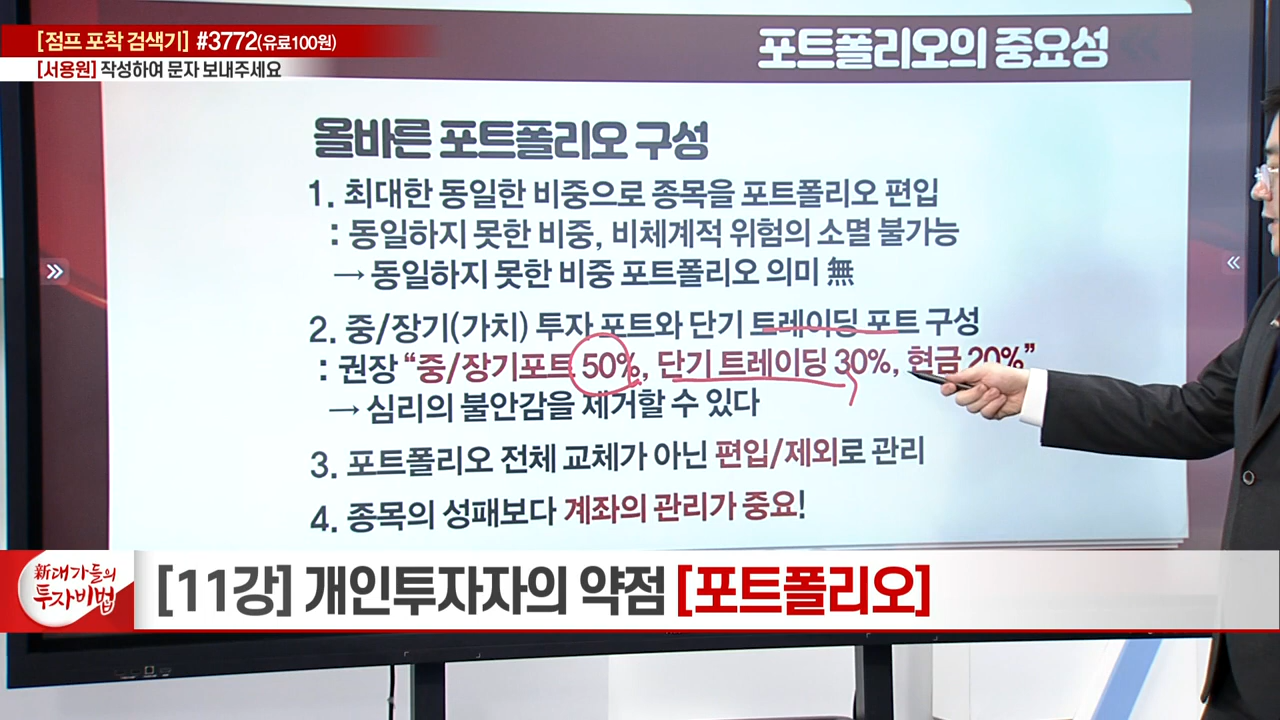 [점프 포착 검색기] #3772(유료100원)
[서용원] 작성하여 문자 보내주세요
포트폴리오의 중요성
올바른 포트폴리오 구성
1. 최대한 동일한 비중으로 종목을 포트폴리오 편입
: 동일하지 못한 비중, 비체계적 위험의 소멸 불가능
→ 동일하지 못한 비중 포트폴리오 의미 無
2. 중/장기(가치) 투자 포트와 단기 트레이딩 포트 구성
: 권장 “중/장기포트 50%, 단기 트레이딩 30%, 현금 20%”
→ 심리의 불안감을 제거할 수 있다
3. 포트폴리오 전체 교체가 아닌 편입/제외로 관리
4. 종목의 성패보다 계좌의 관리가 중요!
新대가들의
투자비법
[11강] 개인투자자의 약점 [포트폴리오]